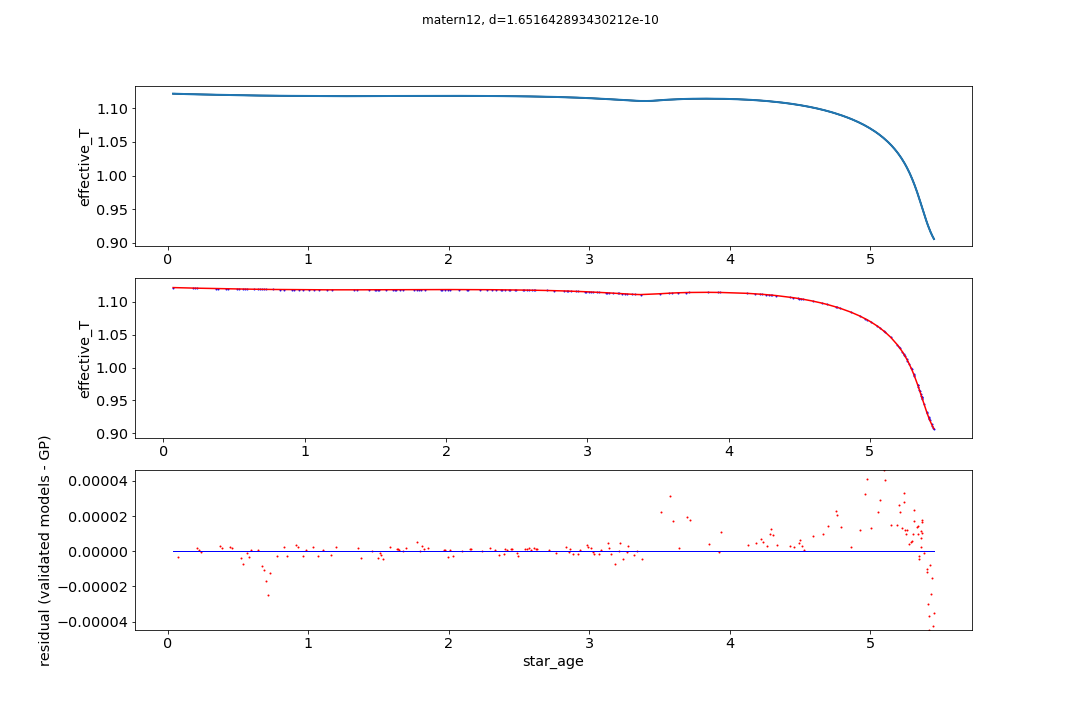 matern12, d=1.651642893430212e-10
effective_T
1.10
1.05
1.00
0.95
0.90
0 1 2 3 4 5
effective_T
1.10
1.05
1.00
0.95
0.90
0 1 2 3 4 5
residual (validated models - GP)
0.00004
0.00002
0.00000
−0.00002
−0.00004
0 1 2 3 4 5
star_age